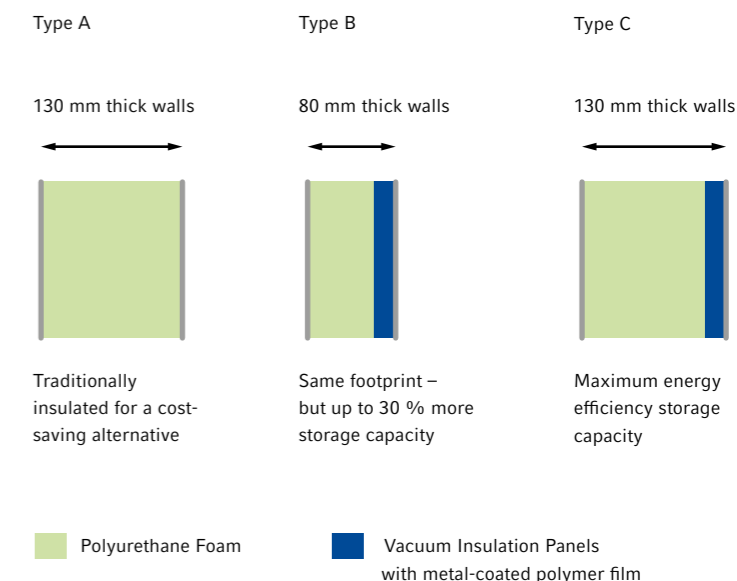 Type A
Type B
Type C
130 mm thick walls
80 mm thick walls
130 mm thick walls
Traditionally
insulated for a cost-
saving alternative
Same footprint –
but up to 30 % more
storage capacity
Maximum energy
efficiency storage
capacity
Polyurethane Foam
Vacuum Insulation Panels
with metal-coated polymer film